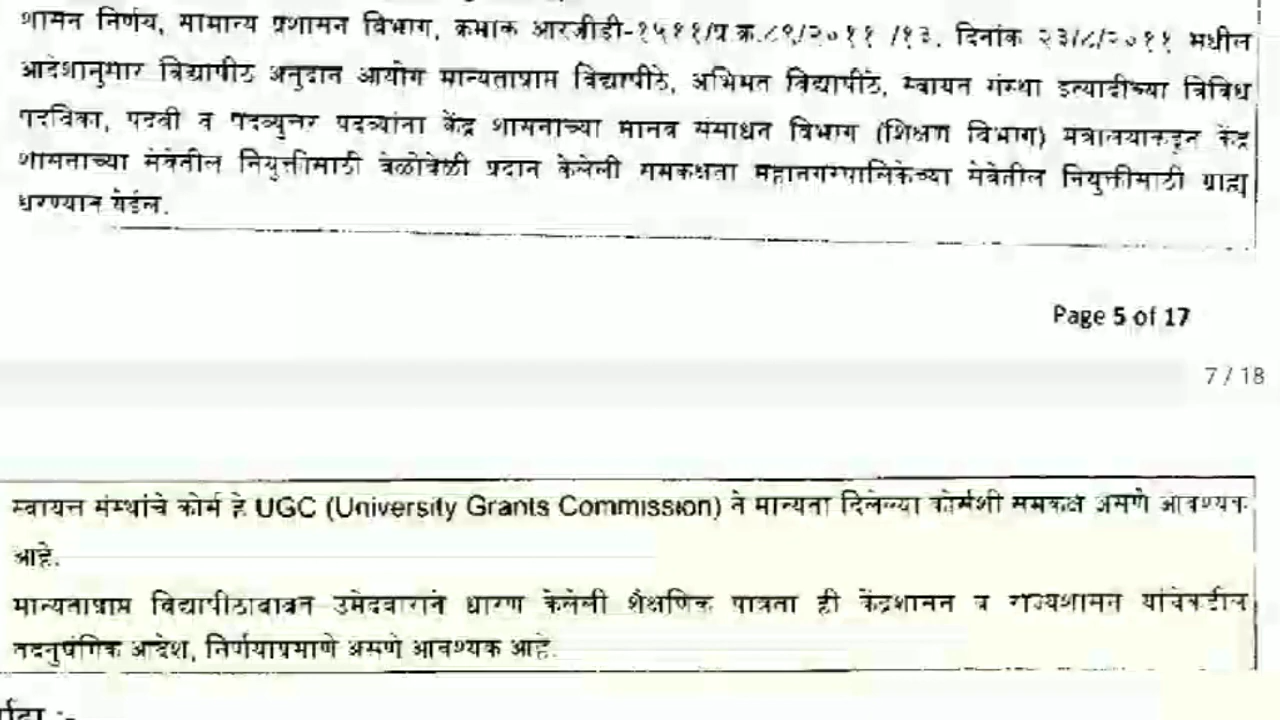 शासन निर्णय, सामान्य प्रशासन विभाग, क्रमांक आरजीडी-१५११/प्र.क्र.८९/२०११ /१३, दिनांक २३/८/२०११ मधील
आदेशानुसार विद्यापीठ अनुदान आयोग मान्यताप्राप्त विद्यापीठे, अभिमत विद्यापीठे, स्वायत्त संस्था इत्यादींच्या विविध
पदविका, पदवी व पदव्युत्तर पदव्यांना केंद्र शासनाच्या मानव संसाधन विभाग (शिक्षण विभाग) मंत्रालयाकडून केंद्र
शासनाच्या सेवेतील नियुक्तीसाठी वेळोवेळी प्रदान केलेली समकक्षता महानगरपालिकेच्या सेवेतील नियुक्तीसाठी ग्राह्य
धरण्यात येईल.
Page 5 of 17
7 / 18
स्वायत्त संस्थांचे कोर्स हे UGC (University Grants Commission) ने मान्यता दिलेल्या कोर्सशी समकक्ष असणे आवश्यक
आहे.
मान्यताप्राप्त विद्यापीठाबाबत उमेदवाराने धारण केलेली शैक्षणिक पात्रता ही केंद्रशासन व राज्यशासन यांचेकडील
तदनुषंगिक आदेश, निर्णयाप्रमाणे असणे आवश्यक आहे.